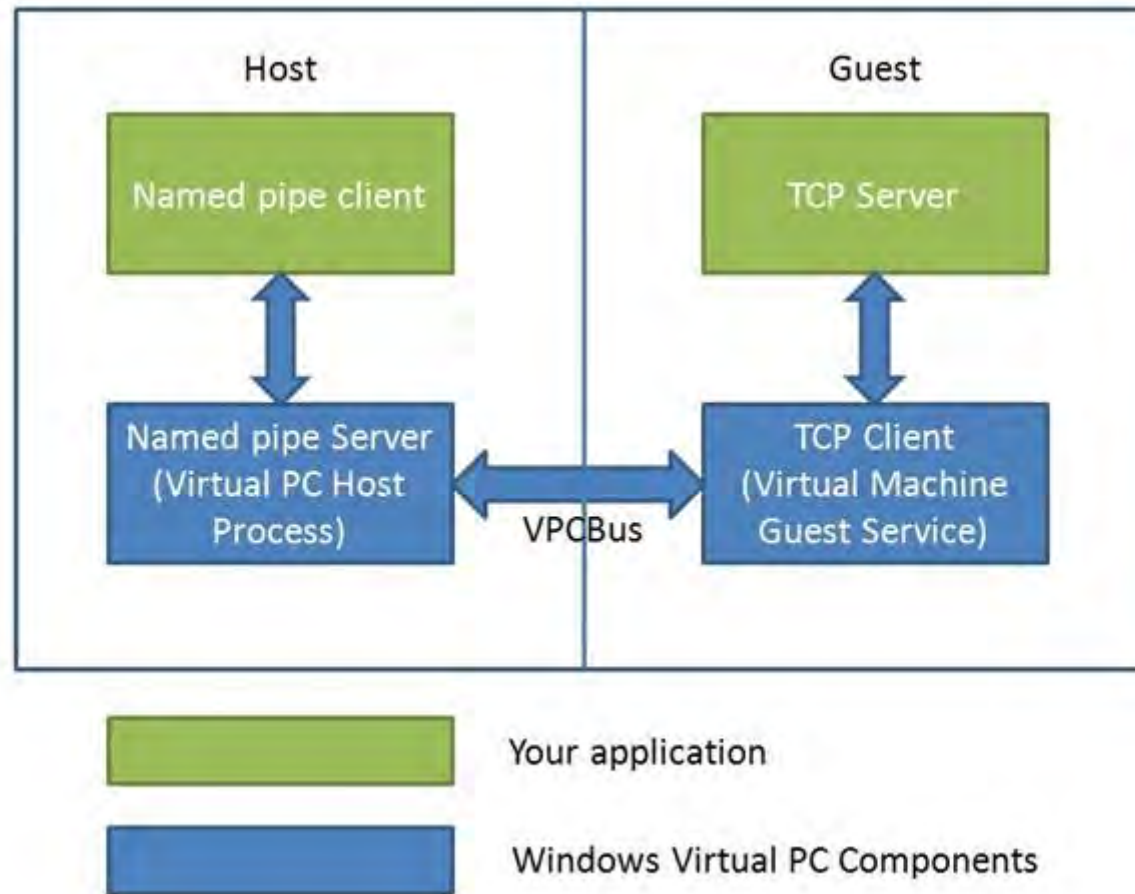 Host
Guest
Named pipe client
TCP Server
Named pipe Server
(Virtual PC Host
Process)
VPCBus
TCP Client
(Virtual Machine
Guest Service)
Your application
Windows Virtual PC Components